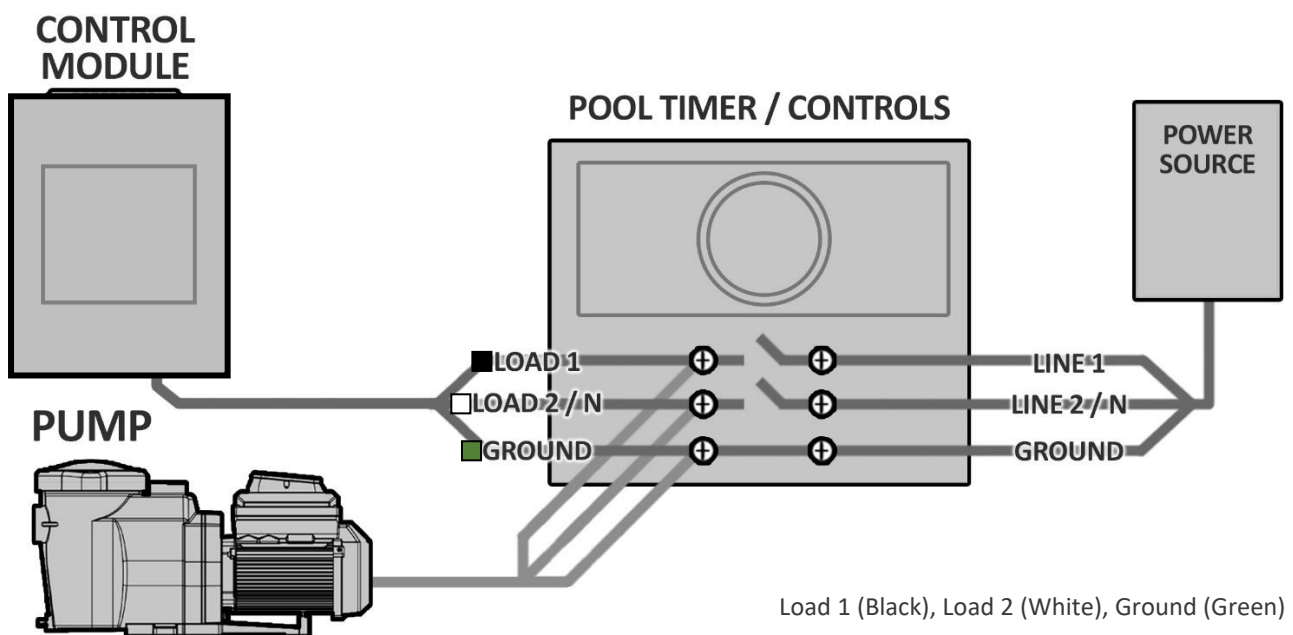 CONTROL
MODULE
POOL TIMER / CONTROLS
POWER
SOURCE
LOAD 1
LINE 1
LOAD 2 / N
LINE 2 / N
GROUND
GROUND
PUMP
Load 1 (Black), Load 2 (White), Ground (Green)